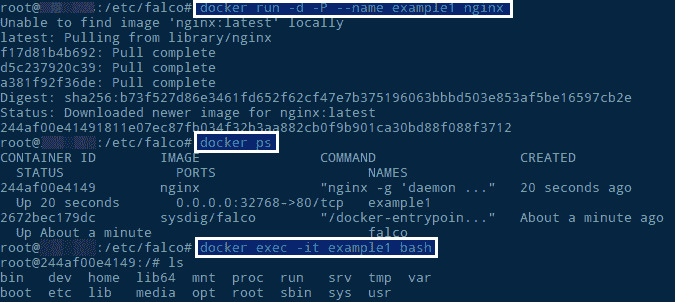 root@ :/etc/falco# docker run -d -P --name example1 nginx
Unable to find image 'nginx:latest' locally
latest: Pulling from library/nginx
f17d81b4b692: Pull complete
d5c237920c39: Pull complete
a381f92f36de: Pull complete
Digest: sha256:b73f527d86e3461fd652f62cf47e7b375196063bbbd503e853af5be16597cb2e
Status: Downloaded newer image for nginx:latest
244af00e41491811e07ec87fb034f32b3aa882cb0f9b901ca30bd88f088f3712
root@ :/etc/falco# docker ps
CONTAINER ID IMAGE COMMAND CREATED
STATUS PORTS NAMES
244af00e4149 nginx "nginx -g 'daemon ..." 20 seconds ago
Up 20 seconds 0.0.0.0:32768->80/tcp example1
2672bec179dc sysdig/falco "/docker-entrypoin..." About a minute ago
Up About a minute falco
root@ :/etc/falco# docker exec -it example1 bash
root@244af00e4149:/# ls
bin dev home lib64 mnt proc run srv tmp var
boot etc lib media opt root sbin sys usr